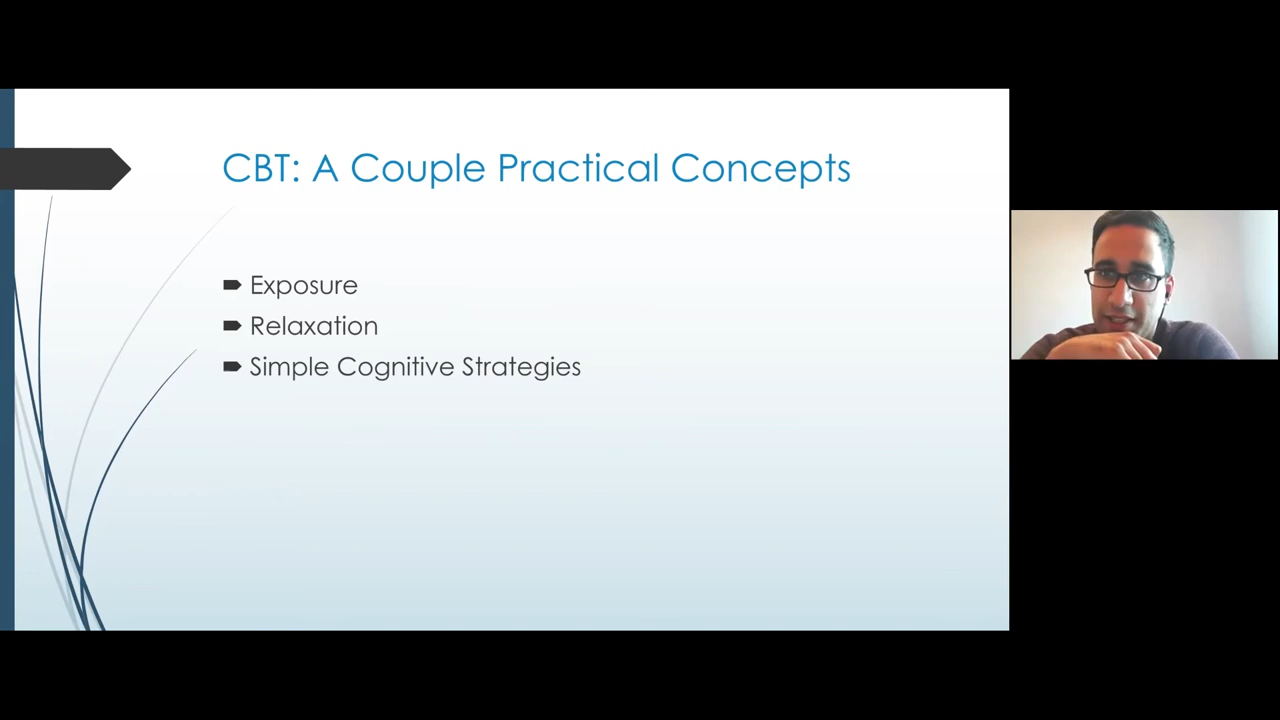 CBT: A Couple Practical Concepts
Exposure
Relaxation
Simple Cognitive Strategies